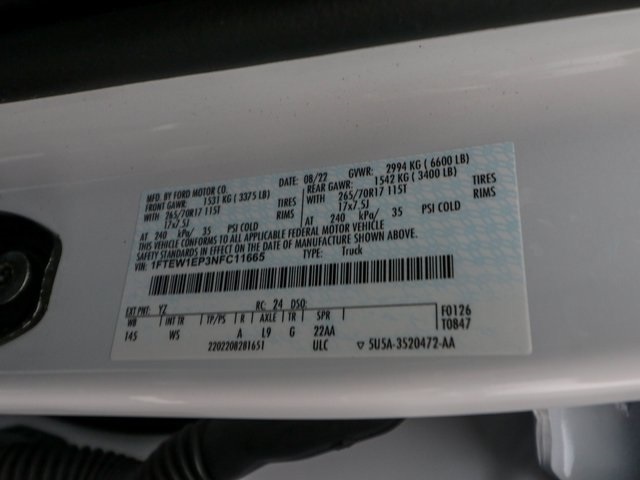 MFD. BY FORD MOTOR CO.
DATE: 08/22 GVWR: 2994 KG ( 6600 LB)
FRONT GAWR: 1531 KG ( 3375 LB) REAR GAWR: 1542 KG ( 3400 LB)
WITH 265/70R17 115T TIRES WITH 265/70R17 115T TIRES
17x7.5J RIMS 17x7.5J RIMS
AT 240 kPa/ 35 PSI COLD AT 240 kPa/ 35 PSI COLD
THIS VEHICLE CONFORMS TO ALL APPLICABLE FEDERAL MOTOR VEHICLE
SAFETY STANDARDS IN EFFECT ON THE DATE OF MANUFACTURE SHOWN ABOVE.
VIN: 1FTEW1EP3NFC11665 TYPE: Truck
EXT PNT: YZ RC: 24 DSO: F0126
WB INT TR TP/PS R AXLE TR SPR T0847
145 WS A L9 G 22AA
2202208281651 ULC ▽ 5U5A-3520472-AA